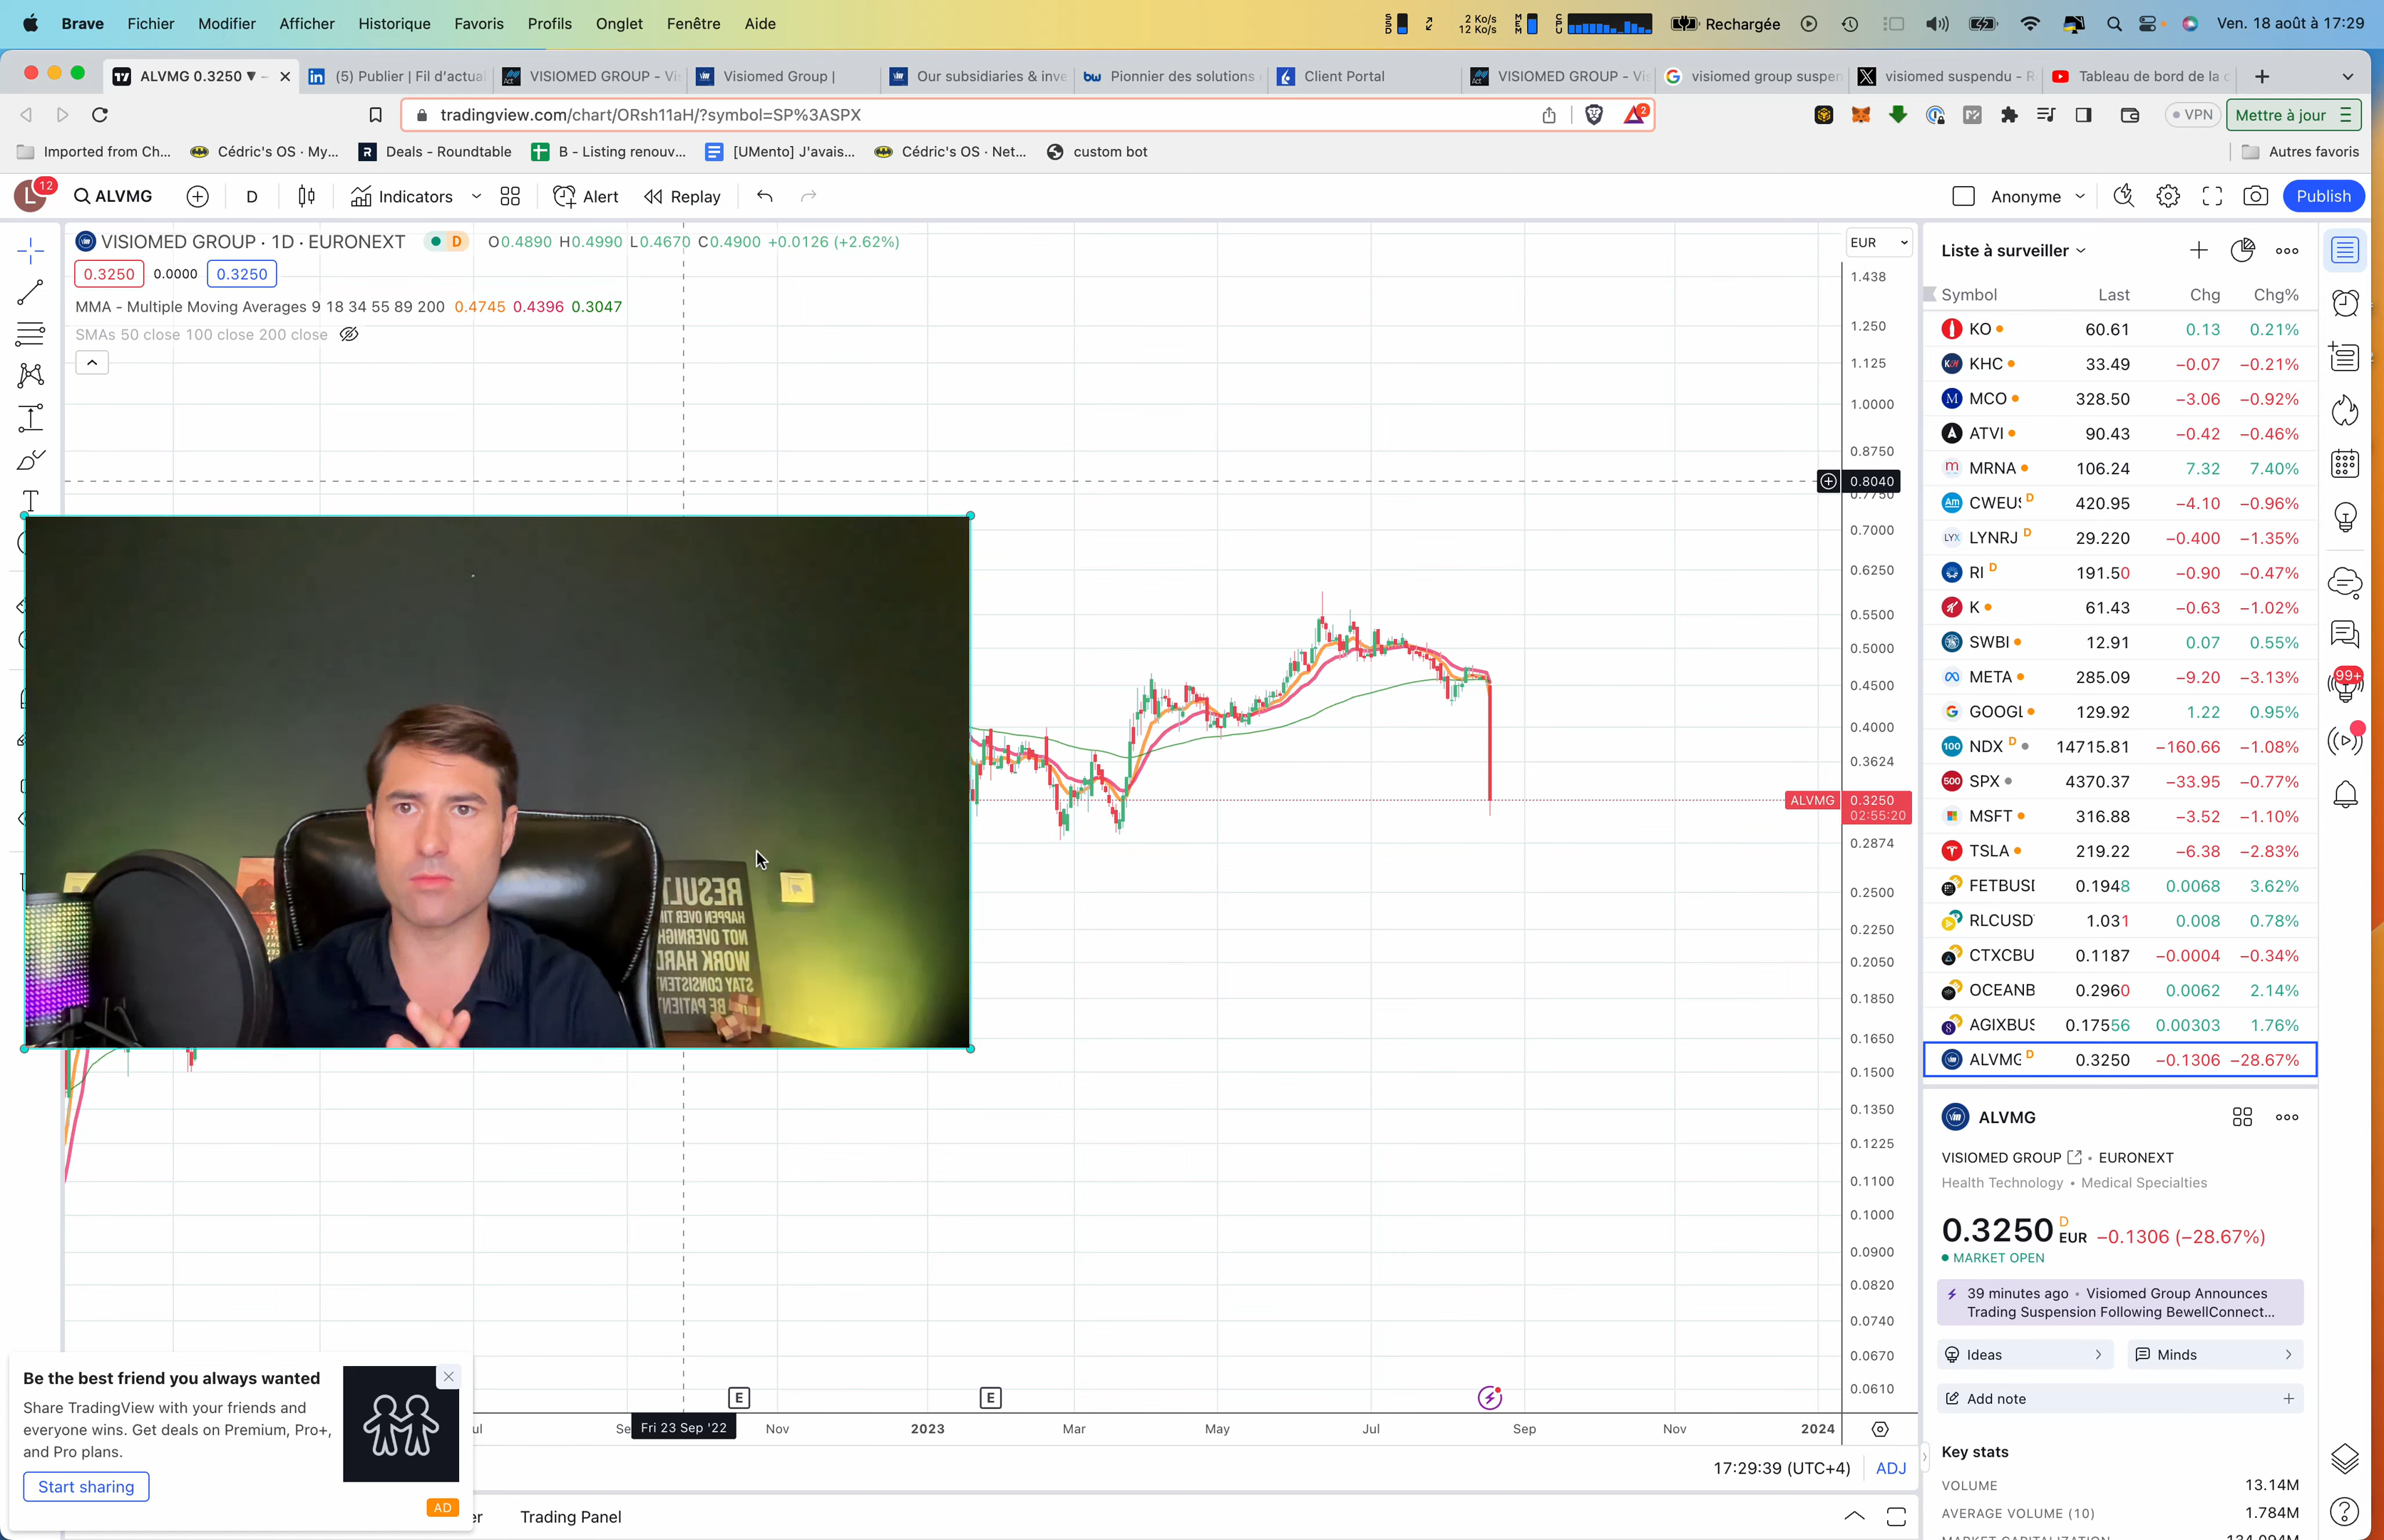 Brave Fichier Modifier Afficher Historique Favoris Profils Onglet Fenêtre Aide
SSD 2 Ko/s 12 Ko/s MEM CPU Rechargée Ven. 18 août à 17:29
ALVMG 0.3250 ▼ –
(5) Publier | Fil d'actual
VISIOMED GROUP - Vis
Visiomed Group |
Our subsidiaries & inve
bw Pionnier des solutions
Client Portal
VISIOMED GROUP - Vis
visiomed group suspen
visiomed suspendu - R
Tableau de bord de la c
tradingview.com/chart/ORsh11aH/?symbol=SP%3ASPX
2
VPN
Mettre à jour
Imported from Ch...
Cédric's OS · My...
Deals - Roundtable
B - Listing renouv...
[UMento] J'avais...
Cédric's OS · Net...
custom bot
Autres favoris
L 12 ALVMG D Indicators Alert Replay
Anonyme Publish
VISIOMED GROUP · 1D · EURONEXT D O0.4890 H0.4990 L0.4670 C0.4900 +0.0126 (+2.62%)
0.3250 0.0000 0.3250
MMA - Multiple Moving Averages 9 18 34 55 89 200 0.4745 0.4396 0.3047
SMAs 50 close 100 close 200 close
EUR
1.438
1.250
1.125
1.0000
0.8750
0.8040
0.7750
0.7000
0.6250
0.5500
0.5000
0.4500
0.4000
0.3624
ALVMG 0.3250
02:55:20
0.2874
0.2500
0.2250
0.2050
0.1850
0.1650
0.1500
0.1350
0.1225
0.1100
0.1000
0.0900
0.0820
0.0740
0.0670
0.0610
RESULT
HAPPEN OVER TI
NOT OVERNIGH
WORK HARD
STAY CONSISTENT
BE PATIENT
E E
ul Se Fri 23 Sep '22 Nov 2023 Mar May Jul Sep Nov 2024
17:29:39 (UTC+4) ADJ
er Trading Panel
Be the best friend you always wanted
Share TradingView with your friends and
everyone wins. Get deals on Premium, Pro+,
and Pro plans.
Start sharing
AD
Liste à surveiller
Symbol Last Chg Chg%
KO 60.61 0.13 0.21%
KHC 33.49 −0.07 −0.21%
MCO 328.50 −3.06 −0.92%
ATVI 90.43 −0.42 −0.46%
MRNA 106.24 7.32 7.40%
CWEU D 420.95 −4.10 −0.96%
LYNRJ D 29.220 −0.400 −1.35%
RI D 191.50 −0.90 −0.47%
K 61.43 −0.63 −1.02%
SWBI 12.91 0.07 0.55%
META 285.09 −9.20 −3.13%
GOOGL 129.92 1.22 0.95%
NDX D 14715.81 −160.66 −1.08%
SPX 4370.37 −33.95 −0.77%
MSFT 316.88 −3.52 −1.10%
TSLA 219.22 −6.38 −2.83%
FETBUSI 0.1948 0.0068 3.62%
RLCUSD 1.031 0.008 0.78%
CTXCBU 0.1187 −0.0004 −0.34%
OCEANB 0.2960 0.0062 2.14%
AGIXBUS 0.17556 0.00303 1.76%
ALVMG D 0.3250 −0.1306 −28.67%
99+
ALVMG
VISIOMED GROUP • EURONEXT
Health Technology • Medical Specialties
0.3250 D EUR −0.1306 (−28.67%)
MARKET OPEN
39 minutes ago • Visiomed Group Announces
Trading Suspension Following BewellConnect...
Ideas Minds
Add note
Key stats
VOLUME 13.14M
AVERAGE VOLUME (10) 1.784M